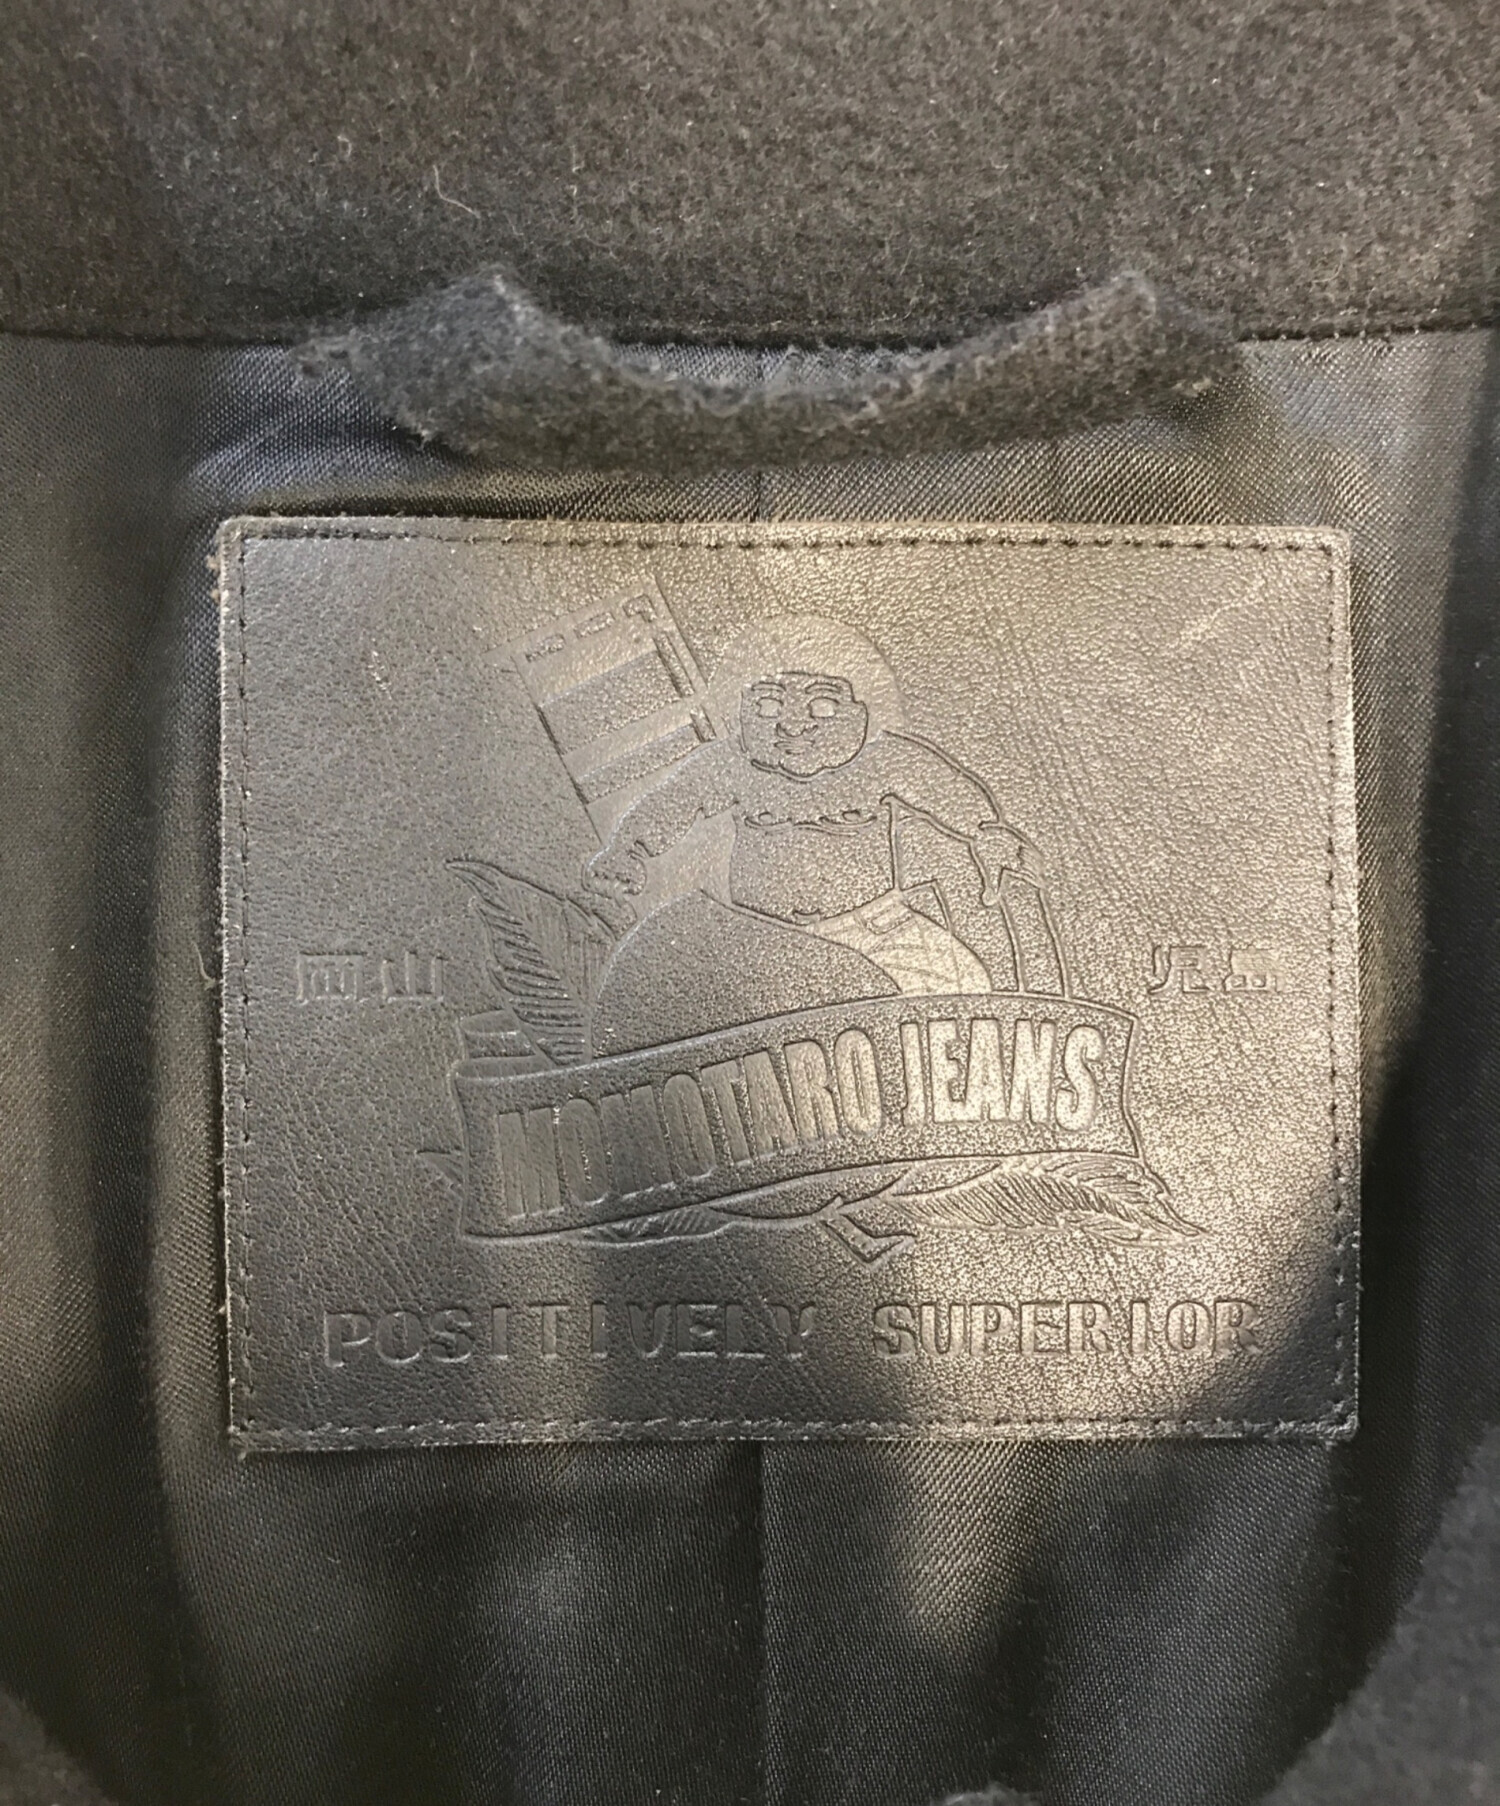 岡山
児島
MOMOTARO JEANS
POSITIVELY SUPERIOR